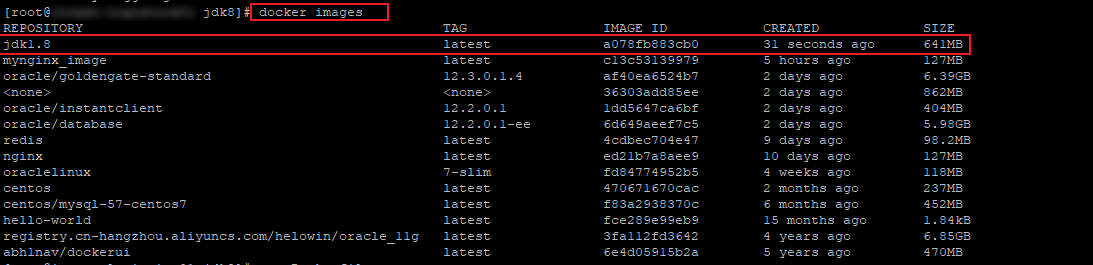 [root@ jdk8]# docker images
REPOSITORY TAG IMAGE ID CREATED SIZE
jdk1.8 latest a078fb883cb0 31 seconds ago 641MB
mynginx_image latest c13c53139979 5 hours ago 127MB
oracle/goldengate-standard 12.3.0.1.4 af40ea6524b7 2 days ago 6.39GB
<none> <none> 36303add85ee 2 days ago 862MB
oracle/instantclient 12.2.0.1 1dd5647ca6bf 2 days ago 404MB
oracle/database 12.2.0.1-ee 6d649aeef7c5 2 days ago 5.98GB
redis latest 4cdbec704e47 9 days ago 98.2MB
nginx latest ed21b7a8aee9 10 days ago 127MB
oraclelinux 7-slim fd84774952b5 4 weeks ago 118MB
centos latest 470671670cac 2 months ago 237MB
centos/mysql-57-centos7 latest f83a2938370c 6 months ago 452MB
hello-world latest fce289e99eb9 15 months ago 1.84kB
registry.cn-hangzhou.aliyuncs.com/helowin/oracle_11g latest 3fa112fd3642 4 years ago 6.85GB
abh1nav/dockerui latest 6e4d05915b2a 5 years ago 470MB